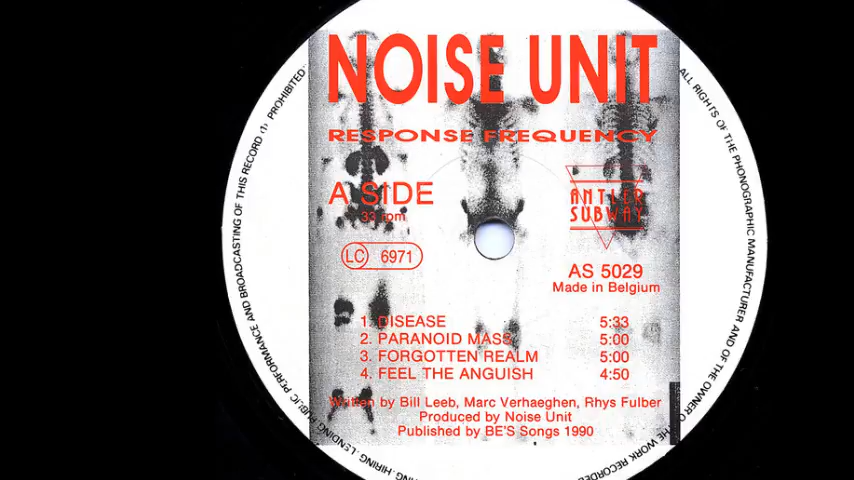 NOISE UNIT
RESPONSE FREQUENCY
A SIDE
33 rpm
ANTLER
SUBWAY
LC 6971
AS 5029
Made in Belgium
1. DISEASE 5:33
2. PARANOID MASS 5:00
3. FORGOTTEN REALM 5:00
4. FEEL THE ANGUISH 4:50
Written by Bill Leeb, Marc Verhaeghen, Rhys Fulber
Produced by Noise Unit
Published by BE'S Songs 1990
ALL RIGHTS OF THE PHONOGRAPHIC MANUFACTURER AND OF THE OWNER OF THE WORK RECORDED
HIRING. LENDING. PUBLIC PERFORMANCE AND BROADCASTING OF THIS RECORD (1) PROHIBITED